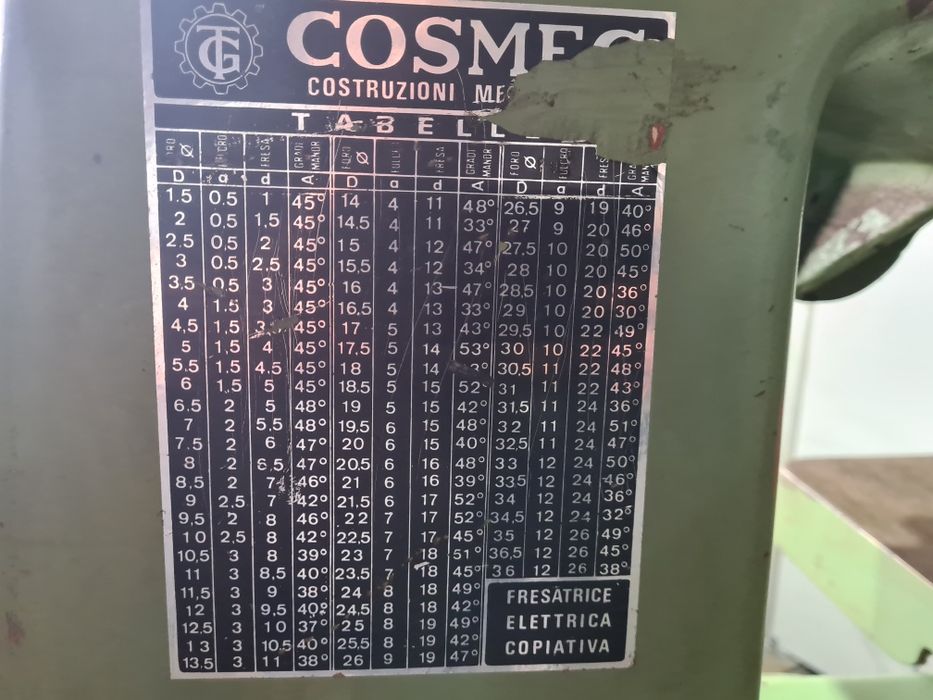 TG COSMEC
COSTRUZIONI
TABELL
Ø FRESA GRADI MANDR FORO Ø FRESA GRADI MANDR FORO Ø FULCRO
D a d A D a d A D a d A
1.5 0.5 1 45° 14 4 11 48° 26,5 9 19 40°
2 0.5 1,5 45° 14.5 4 11 33° 27 9 20 46°
2.5 0.5 2 45° 15 4 12 47° 27,5 10 20 50°
3 0.5 2.5 45° 15,5 4 12 34° 28 10 20 45°
3.5 0.5 3 45° 16 4 13 47° 28,5 10 20 36°
4 1.5 3 45° 16.5 4 13 33° 29 10 20 30°
4,5 1.5 45° 17 5 13 43° 29,5 10 22 49°
5 1,5 4 45° 17.5 5 14 53° 30 10 22 45°
5.5 1.5 4.5 45° 18 5 14 3° 30,5 11 22 48°
6 1.5 5 45° 18.5 5 15 52° 31 11 22 43°
6.5 2 5 48° 19 5 15 42° 31,5 11 24 36°
7 2 5.5 48° 19.5 6 15 48° 32 11 24 51°
7.5 2 6 47° 20 6 15 40° 32,5 11 24 47°
8 2 6,5 47° 20,5 6 16 48° 33 12 24 50°
8,5 2 7 46° 21 6 16 39° 33,5 12 24 46°
9 2,5 7 42° 21,5 6 17 52° 34 12 24 36°
9,5 2 8 46° 22 7 17 52° 34,5 12 24 32°
10 2,5 8 42° 22,5 7 17 45° 35 12 26 49°
10,5 3 8 39° 23 7 18 51° 36,5 12 26 45°
11 3 8,5 40° 23,5 7 18 45° 36 12 26 38°
11,5 3 9 38° 24 8 18 49°
12 3 9,5 40° 24,5 8 18 42°
12.5 3 10 37° 25 8 19 49°
13 3 10.5 40° 25,5 8 19 42°
13.5 3 11 38° 26 9 19 47°
FRESATRICE
ELETTRICA
COPIATIVA